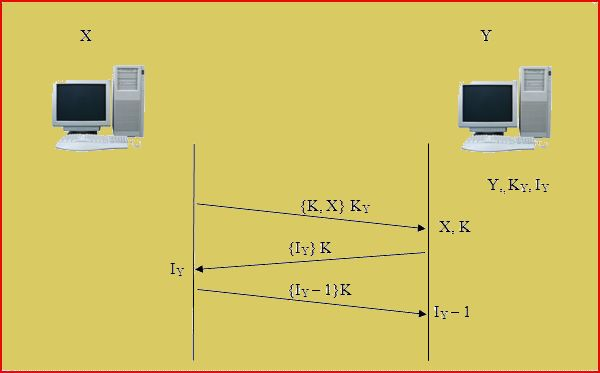 X
Y
Y,, KY, IY
{K, X} KY
X, K
{IY} K
IY
{IY – 1}K
IY – 1